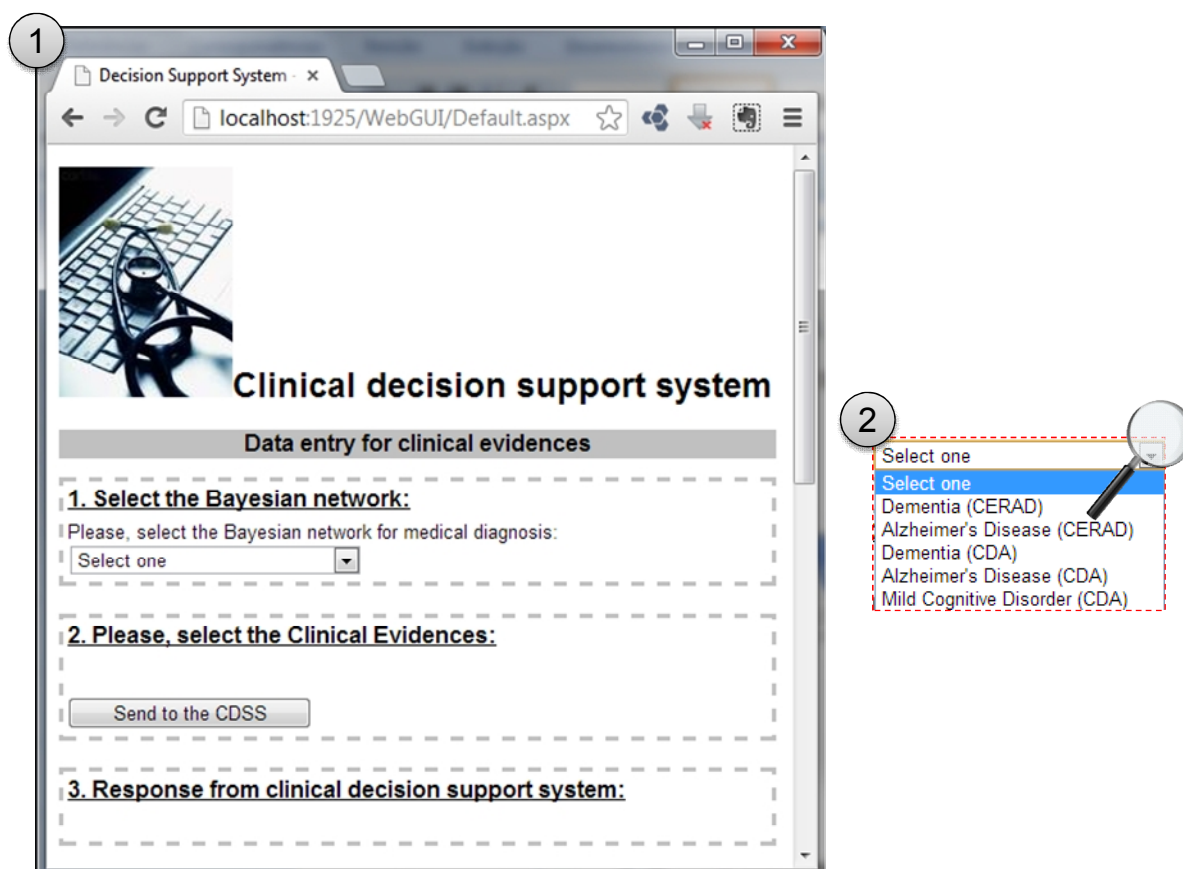 1
Decision Support System -
localhost:1925/WebGUI/Default.aspx
Clinical decision support system
Data entry for clinical evidences
1. Select the Bayesian network:
Please, select the Bayesian network for medical diagnosis:
Select one
2. Please, select the Clinical Evidences:
Send to the CDSS
3. Response from clinical decision support system:
2
Select one
Select one
Dementia (CERAD)
Alzheimer's Disease (CERAD)
Dementia (CDA)
Alzheimer's Disease (CDA)
Mild Cognitive Disorder (CDA)